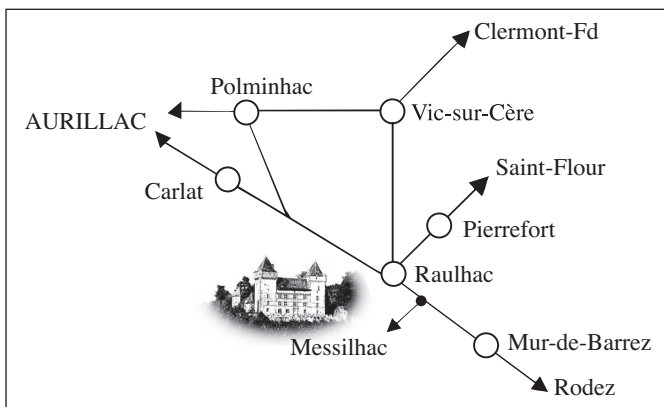 Clermont-Fd
Polminhac
AURILLAC
Vic-sur-Cère
Saint-Flour
Carlat
Pierrefort
Raulhac
Messilhac
Mur-de-Barrez
Rodez